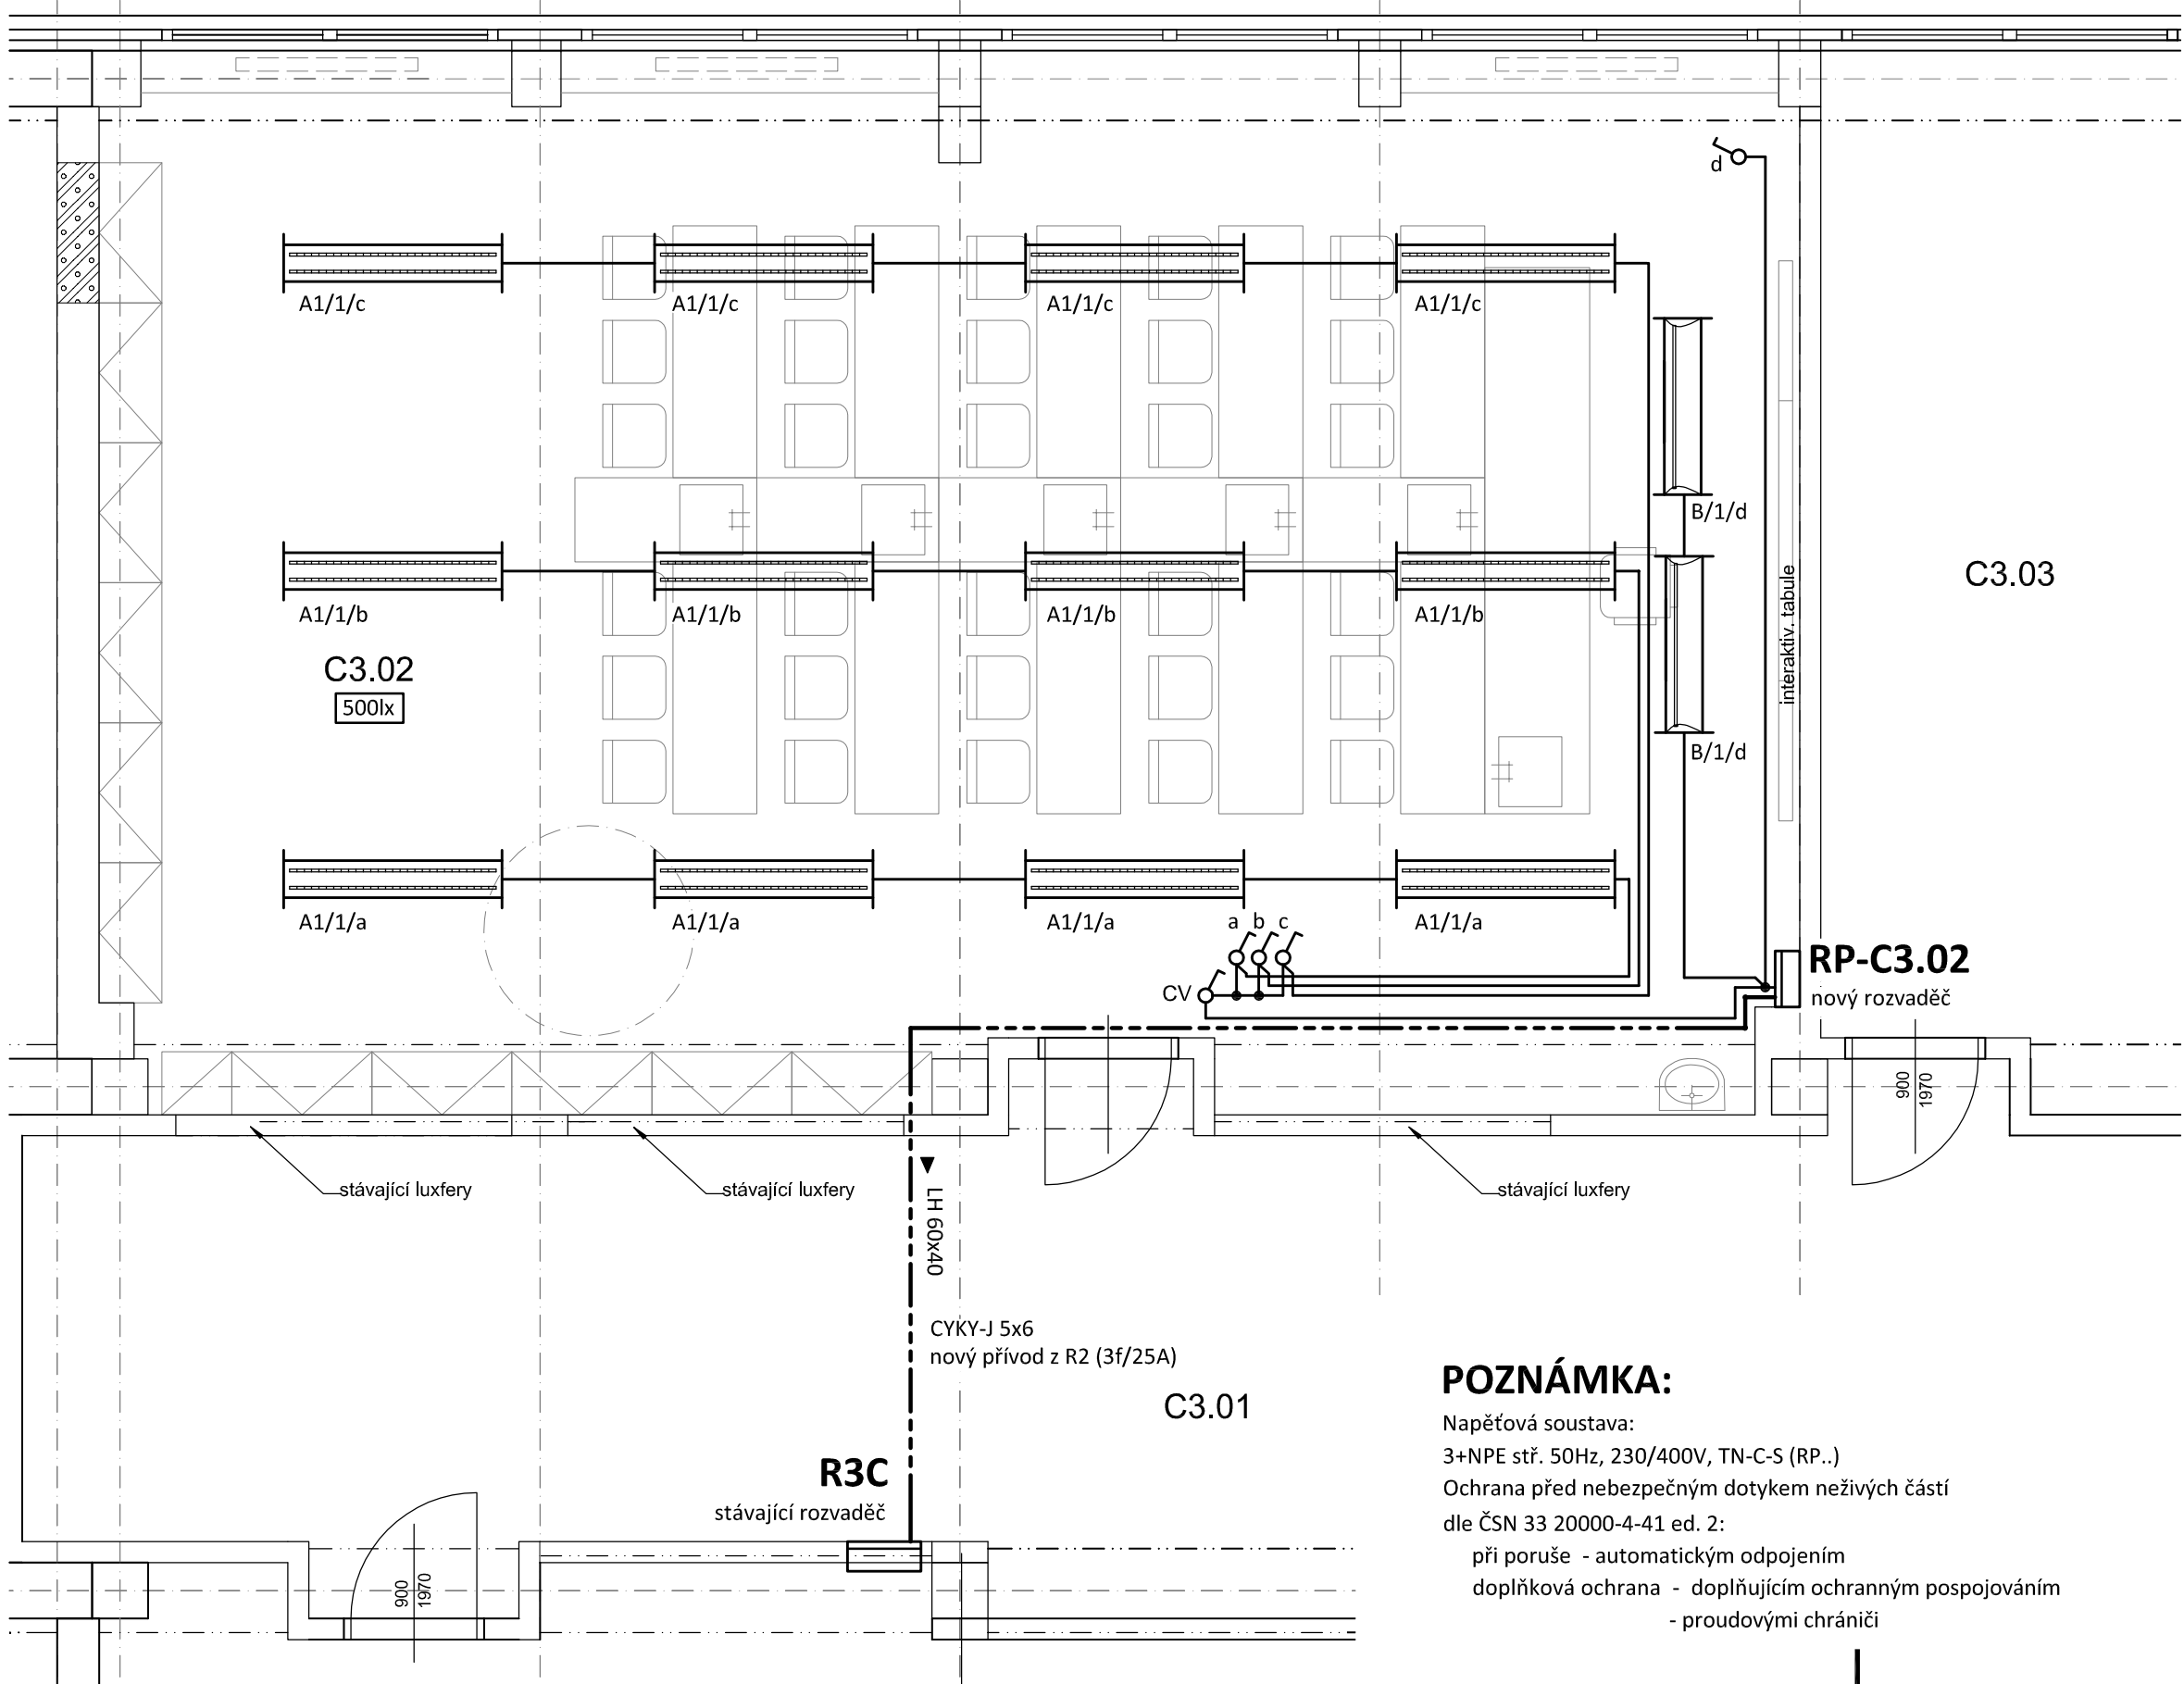 d
A1/1/c
A1/1/c
A1/1/c
A1/1/c
B/1/d
C3.03
interaktiv. tabule
A1/1/b
A1/1/b
A1/1/b
A1/1/b
C3.02
500lx
B/1/d
A1/1/a
A1/1/a
A1/1/a
A1/1/a
a
b
c
CV
RP-C3.02
nový rozvaděč
900
1970
stávající luxfery
stávající luxfery
stávající luxfery
LH 60x40
CYKY-J 5x6
nový přívod z R2 (3f/25A)
C3.01
R3C
stávající rozvaděč
900
1970
POZNÁMKA:
Napěťová soustava:
3+NPE stř. 50Hz, 230/400V, TN-C-S (RP..)
Ochrana před nebezpečným dotykem neživých částí
dle ČSN 33 20000-4-41 ed. 2:
při poruše - automatickým odpojením
doplňková ochrana - doplňujícím ochranným pospojováním
- proudovými chrániči